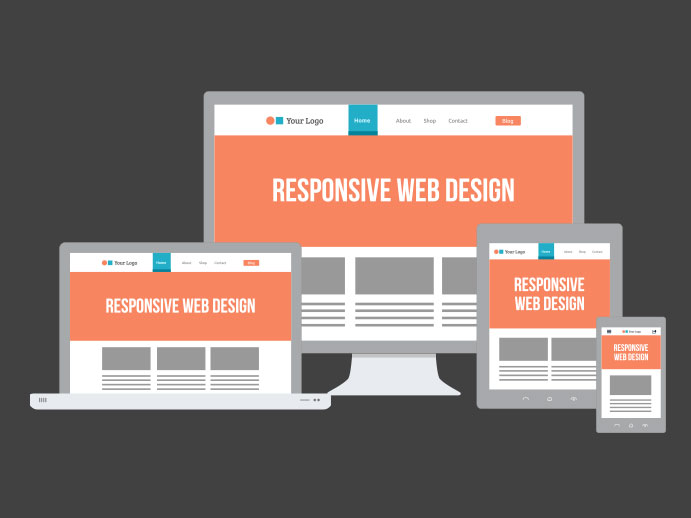 Your Logo Home About Shop Contact Blog
RESPONSIVE WEB DESIGN
Your Logo Home About Shop Contact Blog
RESPONSIVE WEB DESIGN
Your Logo Home About Blog Contact
RESPONSIVE
WEB DESIGN
Your Logo
RESPONSIVE
WEB DESIGN